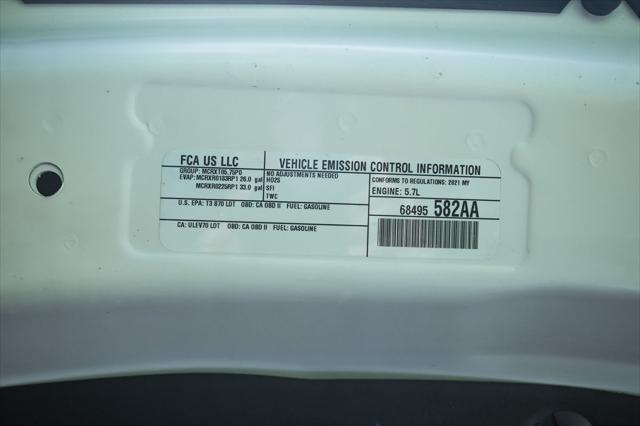 FCA US LLC
VEHICLE EMISSION CONTROL INFORMATION
GROUP: MCRXT05.75P0
EVAP: MCRXR0183RP1 26.0 gal
MCRXR0225RP1 33.0 gal
NO ADJUSTMENTS NEEDED
HO2S
SFI
TWC
CONFORMS TO REGULATIONS: 2021 MY
ENGINE: 5.7L
U.S. EPA: T3 B70 LDT OBD: CA OBD II FUEL: GASOLINE
68495 582AA
CA: ULEV70 LDT OBD: CA OBD II FUEL: GASOLINE